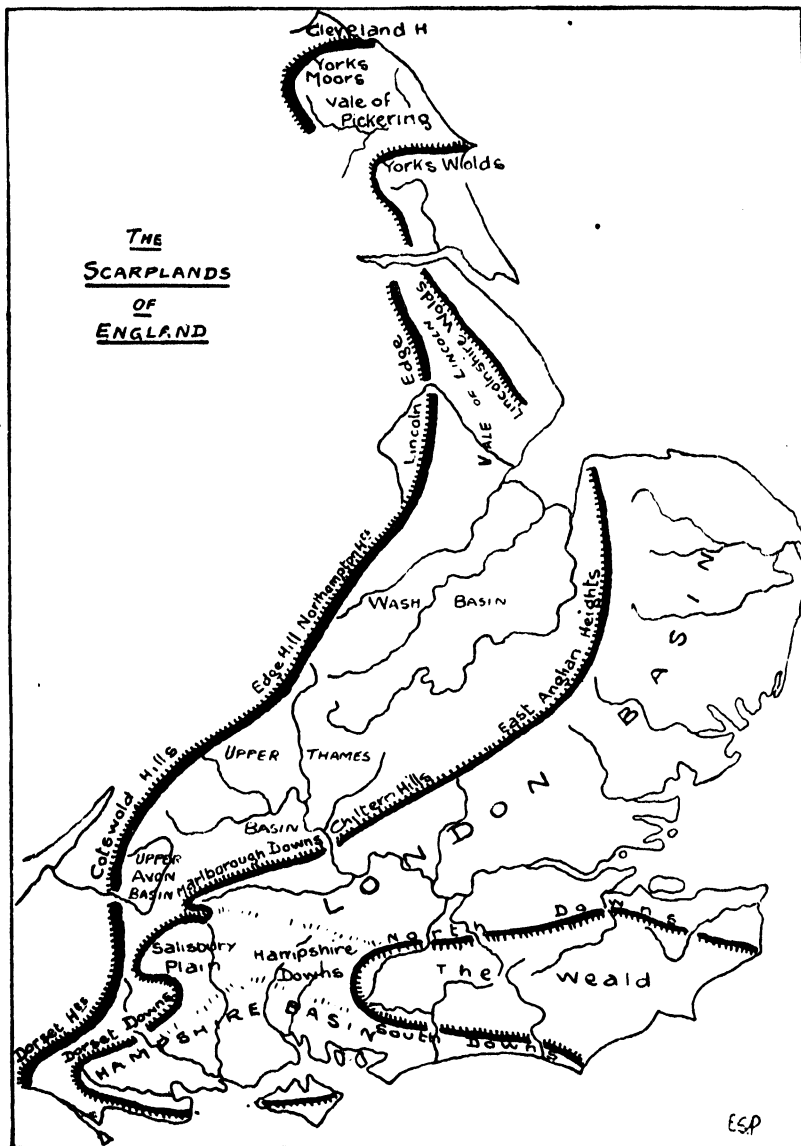 Cleveland H
Yorks
Moors
Vale of
Pickering
Yorks Wolds
THE
SCARPLANDS
OF
ENGLAND
Lincoln Edge
VALE OF LINCOLN
Lincolnshire Wolds
Edge Hill Northampton Hts
WASH BASIN
East Anglian Heights
Cotswold Hills
UPPER THAMES
BASIN
Chiltern Hills
LONDON BASIN
UPPER
AVON
BASIN
Marlborough Downs
Salisbury
Plain
Hampshire
Downs
North Downs
The Weald
South Downs
HAMPSHIRE BASIN
Dorset Hts
Dorset Downs
E.S.P